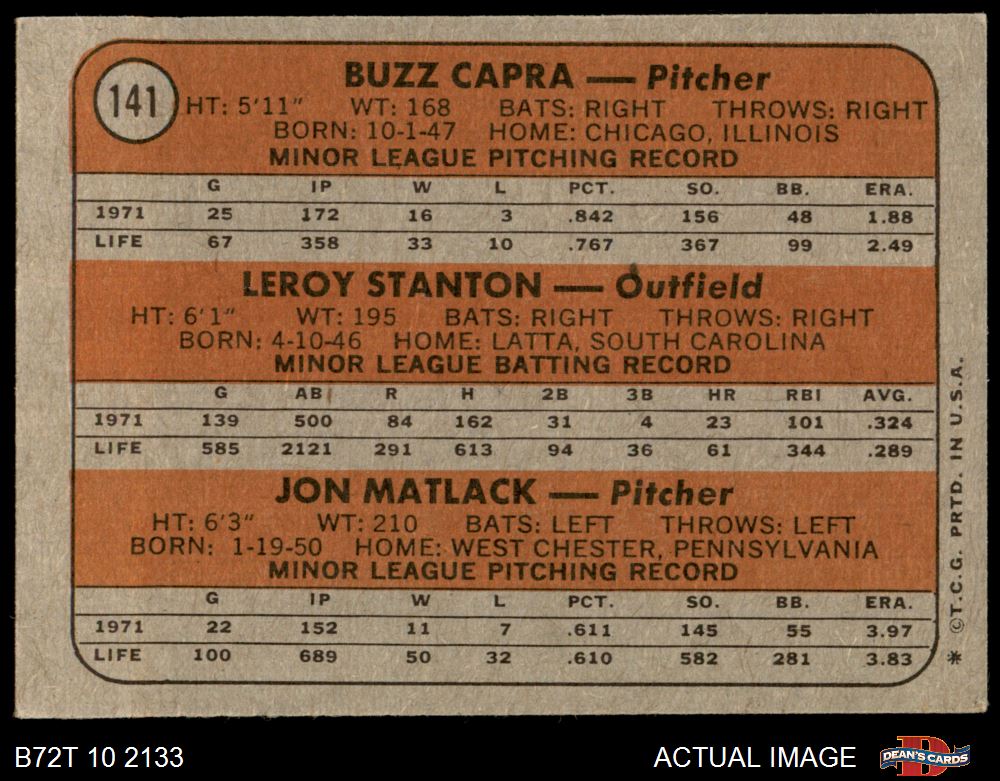 141
BUZZ CAPRA — Pitcher
HT: 5'11" WT: 168 BATS: RIGHT THROWS: RIGHT
BORN: 10-1-47 HOME: CHICAGO, ILLINOIS
MINOR LEAGUE PITCHING RECORD
G IP W L PCT. SO. BB. ERA.
1971 25 172 16 3 .842 156 48 1.88
LIFE 67 358 33 10 .767 367 99 2.49
LEROY STANTON — Outfield
HT: 6'1" WT: 195 BATS: RIGHT THROWS: RIGHT
BORN: 4-10-46 HOME: LATTA, SOUTH CAROLINA
MINOR LEAGUE BATTING RECORD
G AB R H 2B 3B HR RBI AVG.
1971 139 500 84 162 31 4 23 101 .324
LIFE 585 2121 291 613 94 36 61 344 .289
JON MATLACK — Pitcher
HT: 6'3" WT: 210 BATS: LEFT THROWS: LEFT
BORN: 1-19-50 HOME: WEST CHESTER, PENNSYLVANIA
MINOR LEAGUE PITCHING RECORD
G IP W L PCT. SO. BB. ERA.
1971 22 152 11 7 .611 145 55 3.97
LIFE 100 689 50 32 .610 582 281 3.83
* ©T.C.G. PRTD. IN U.S.A.
B72T 10 2133
ACTUAL IMAGE
DEAN'S CARDS